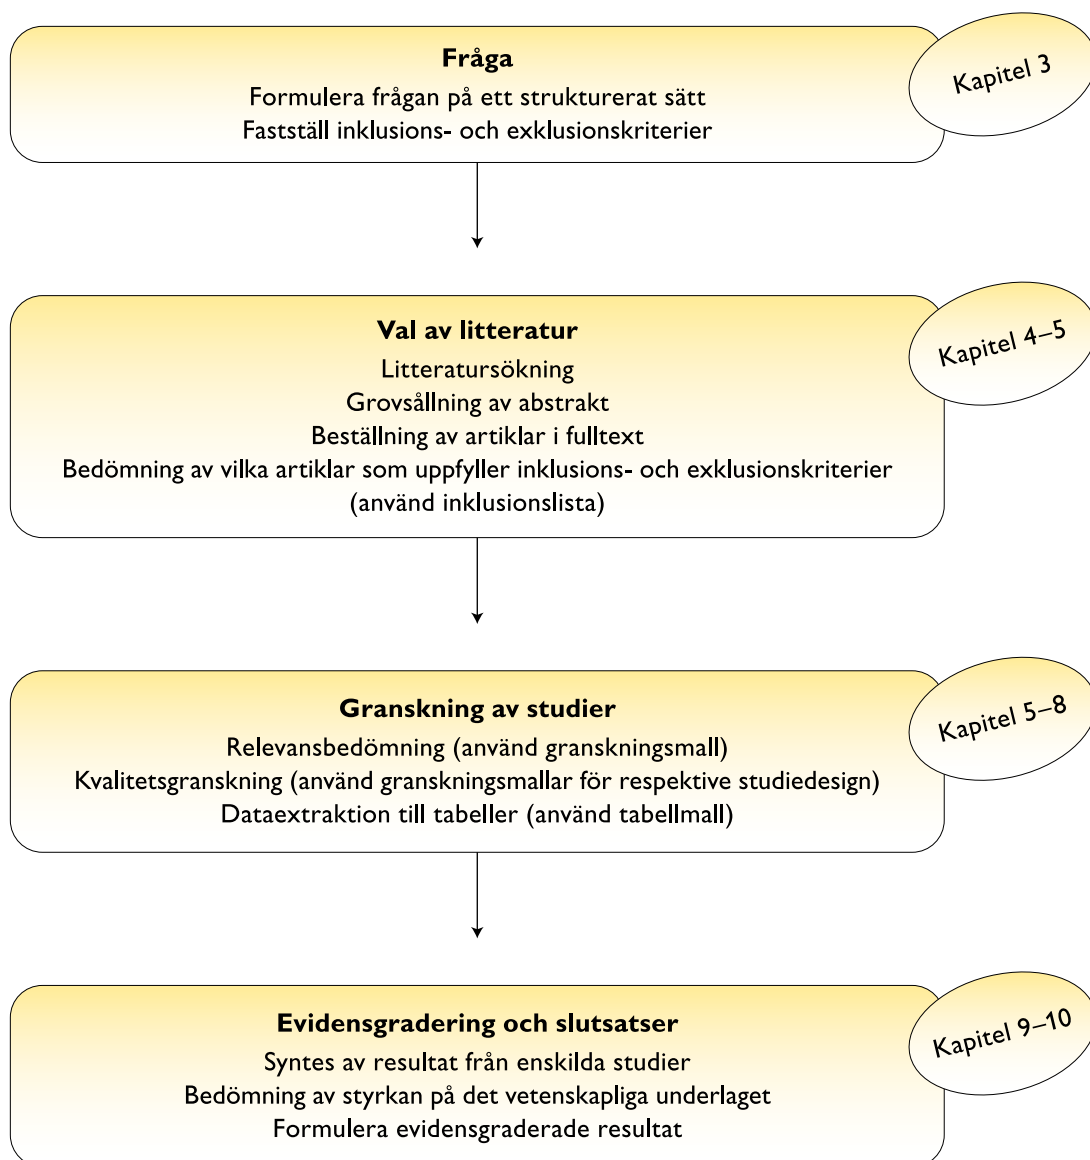 Fråga
Formulera frågan på ett strukturerat sätt
Fastställ inklusions- och exklusionskriterier
Kapitel 3
Val av litteratur
Litteratursökning
Grovsållning av abstrakt
Beställning av artiklar i fulltext
Bedömning av vilka artiklar som uppfyller inklusions- och exklusionskriterier
(använd inklusionslista)
Kapitel 4–5
Granskning av studier
Relevansbedömning (använd granskningsmall)
Kvalitetsgranskning (använd granskningsmallar för respektive studiedesign)
Dataextraktion till tabeller (använd tabellmall)
Kapitel 5–8
Evidensgradering och slutsatser
Syntes av resultat från enskilda studier
Bedömning av styrkan på det vetenskapliga underlaget
Formulera evidensgraderade resultat
Kapitel 9–10